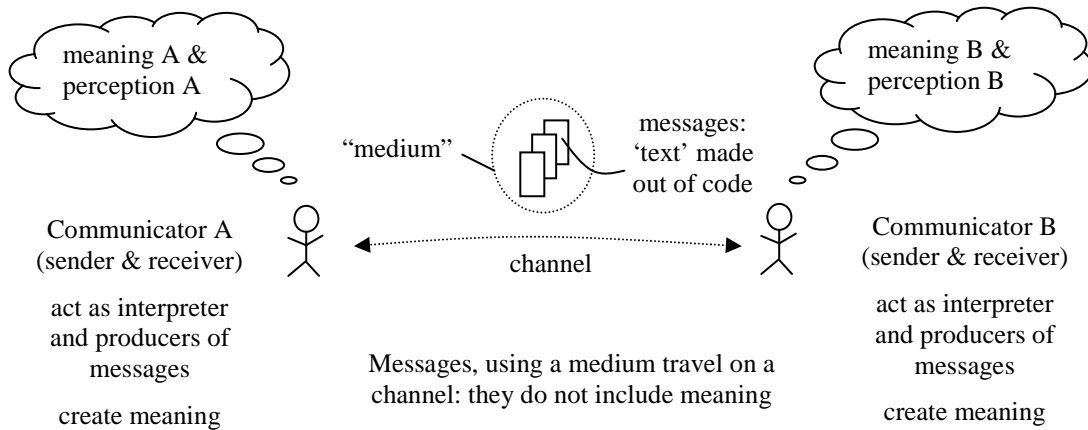 meaning A &
perception A
meaning B &
perception B
“medium”
messages:
‘text’ made
out of code
Communicator A
(sender & receiver)
act as interpreter
and producers of
messages
create meaning
channel
Messages, using a medium travel on a
channel: they do not include meaning
Communicator B
(sender & receiver)
act as interpreter
and producers of
messages
create meaning